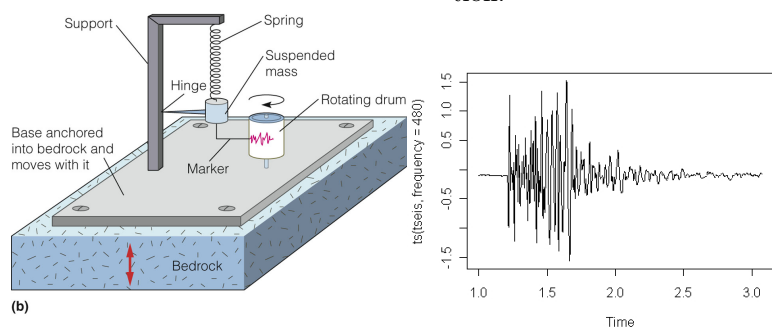 tion.
Support
Spring
Suspended
mass
Hinge
Rotating drum
Base anchored
into bedrock and
moves with it
Marker
Bedrock
(b)
ts(tseis, frequency = 480)
1.5
0.5
-0.5
-1.5
1.0
1.5
2.0
2.5
3.0
Time